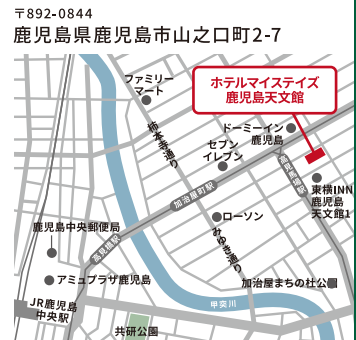 〒892-0844
鹿児島県鹿児島市山之口町2-7
ファミリー
マート
ホテルマイステイズ
鹿児島天文館
柿本寺通り
ドーミーイン
鹿児島
セブン
イレブン
高見馬場駅
東横INN
鹿児島
天文館1
加治屋町駅
ローソン
みゆき通り
鹿児島中央郵便局
高見橋駅
アミュプラザ鹿児島
加治屋まちの杜公園
甲突川
JR鹿児島
中央駅
共研公園